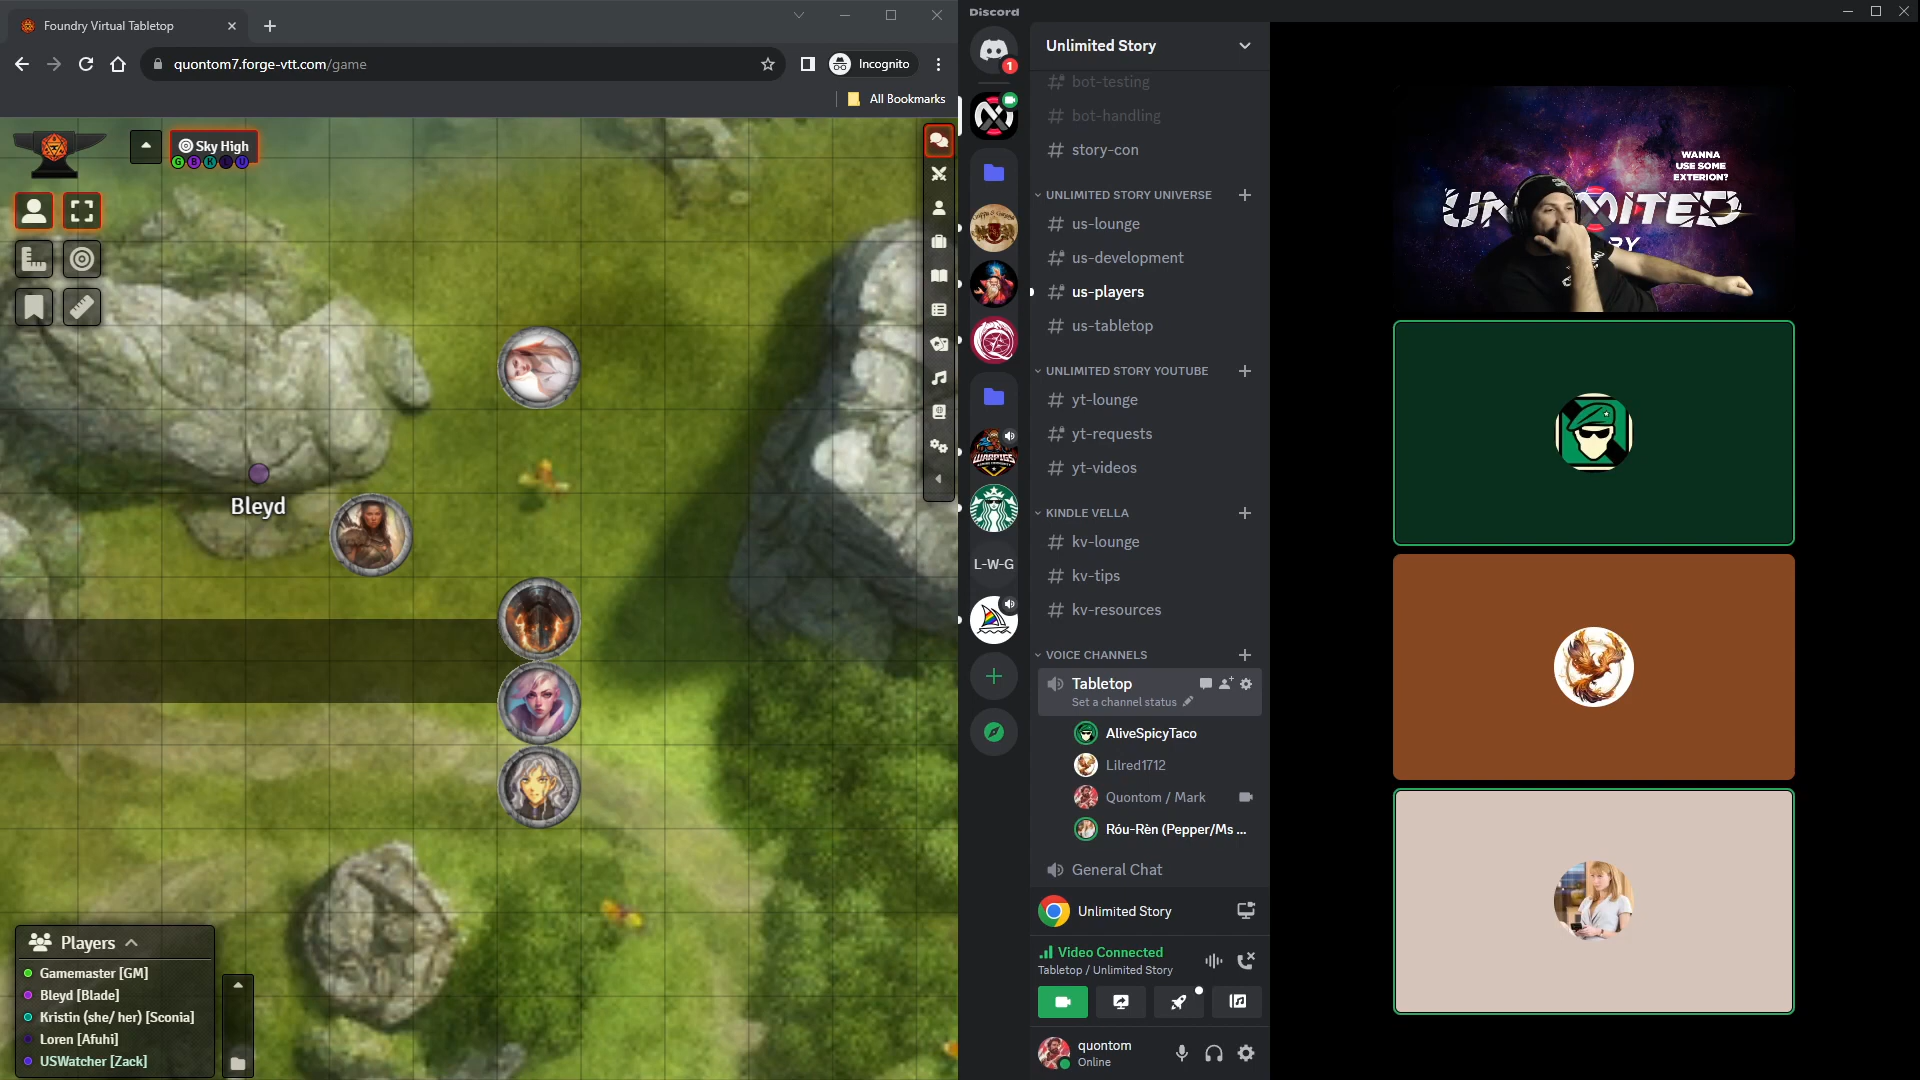 Foundry Virtual Tabletop
quontom7.forge-vtt.com/game
Incognito
All Bookmarks
Sky High
G B K L U
Bleyd
Players
Gamemaster [GM]
Bleyd [Blade]
Kristin (she/ her) [Sconia]
Loren [Afuhi]
USWatcher [Zack]
Discord
1
WARPIGS
L-W-G
Unlimited Story
bot-testing
bot-handling
story-con
UNLIMITED STORY UNIVERSE
us-lounge
us-development
us-players
us-tabletop
UNLIMITED STORY YOUTUBE
yt-lounge
yt-requests
yt-videos
KINDLE VELLA
kv-lounge
kv-tips
kv-resources
VOICE CHANNELS
Tabletop
Set a channel status
AliveSpicyTaco
Lilred1712
Quontom / Mark
Róu-Rèn (Pepper/Ms ...
General Chat
Unlimited Story
Video Connected
Tabletop / Unlimited Story
quontom
Online
WANNA
USE SOME
EXTERION?